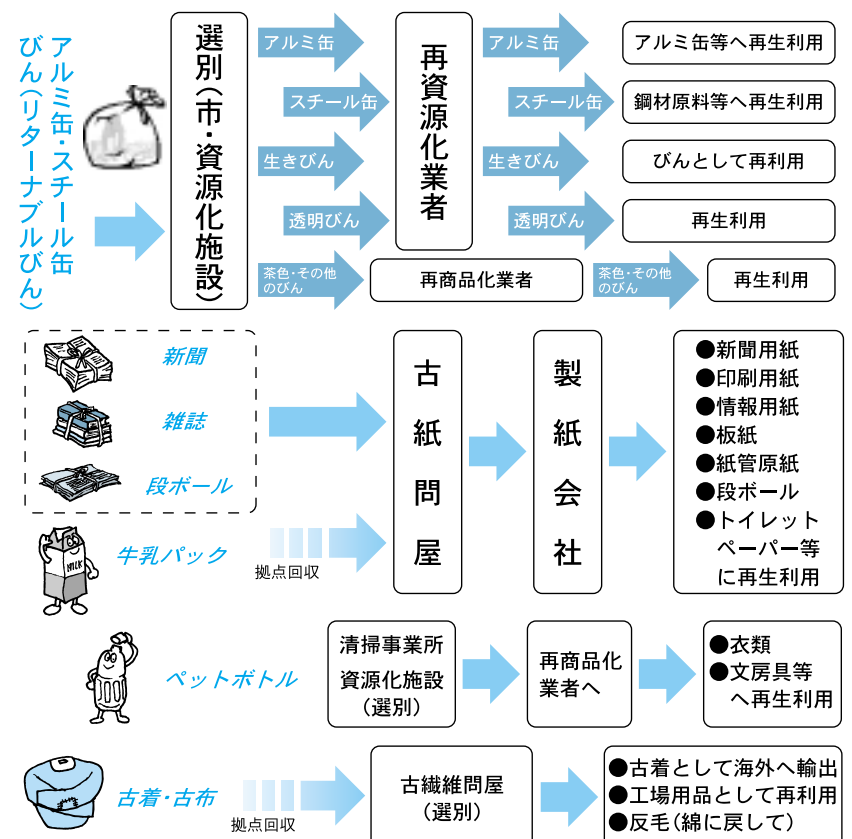 アルミ缶・スチール缶
びん(リターナブルびん)
選別(市・資源化施設)
アルミ缶
スチール缶
生きびん
透明びん
茶色・その他
のびん
再資源化業者
再商品化業者
アルミ缶
スチール缶
生きびん
透明びん
茶色・その他
のびん
アルミ缶等へ再生利用
鋼材原料等へ再生利用
びんとして再利用
再生利用
再生利用
新聞
雑誌
段ボール
牛乳パック
MILK
拠点回収
古紙問屋
製紙会社
●新聞用紙
●印刷用紙
●情報用紙
●板紙
●紙管原紙
●段ボール
●トイレット
ペーパー等
に再生利用
ペットボトル
清掃事業所
資源化施設
(選別)
再商品化
業者へ
●衣類
●文房具等
へ再生利用
古着・古布
拠点回収
古繊維問屋
(選別)
●古着として海外へ輸出
●工場用品として再利用
●反毛(綿に戻して)